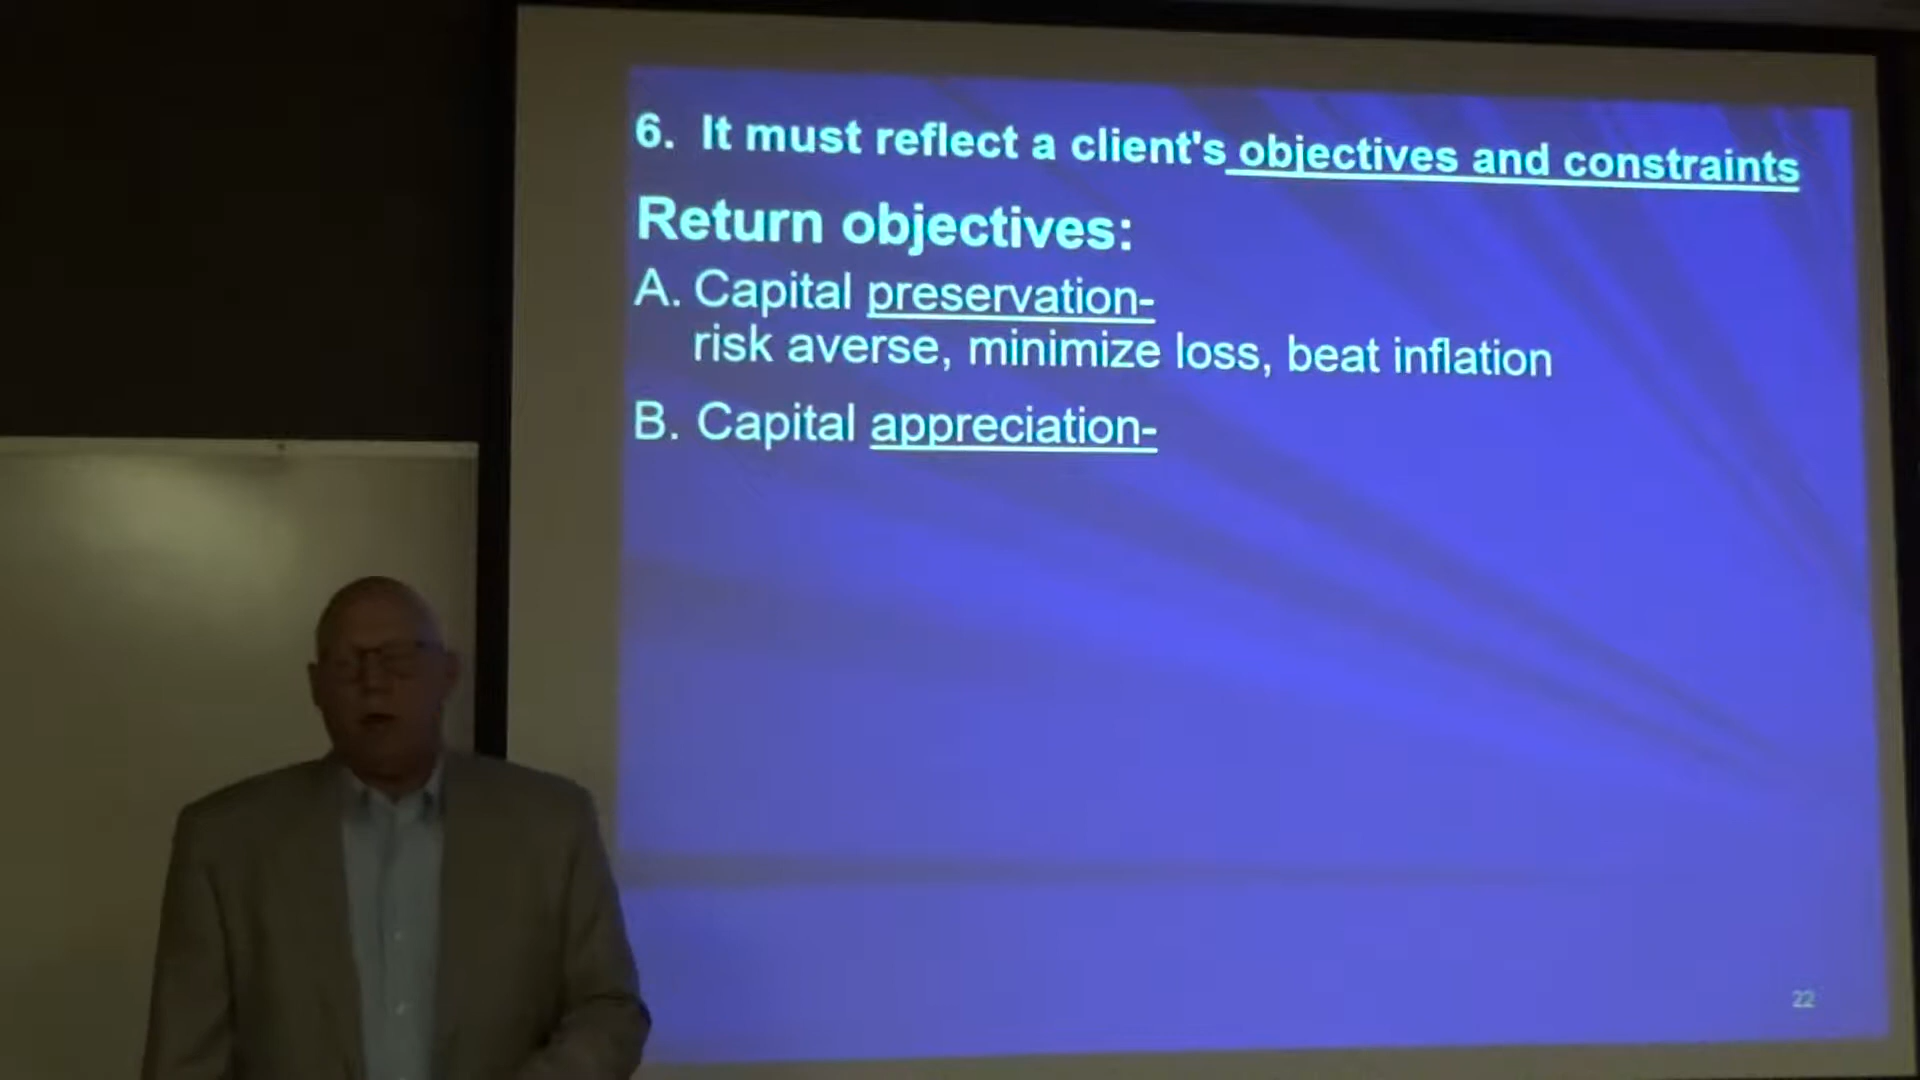 6. It must reflect a client's objectives and constraints
Return objectives:
A. Capital preservation-
risk averse, minimize loss, beat inflation
B. Capital appreciation-
22